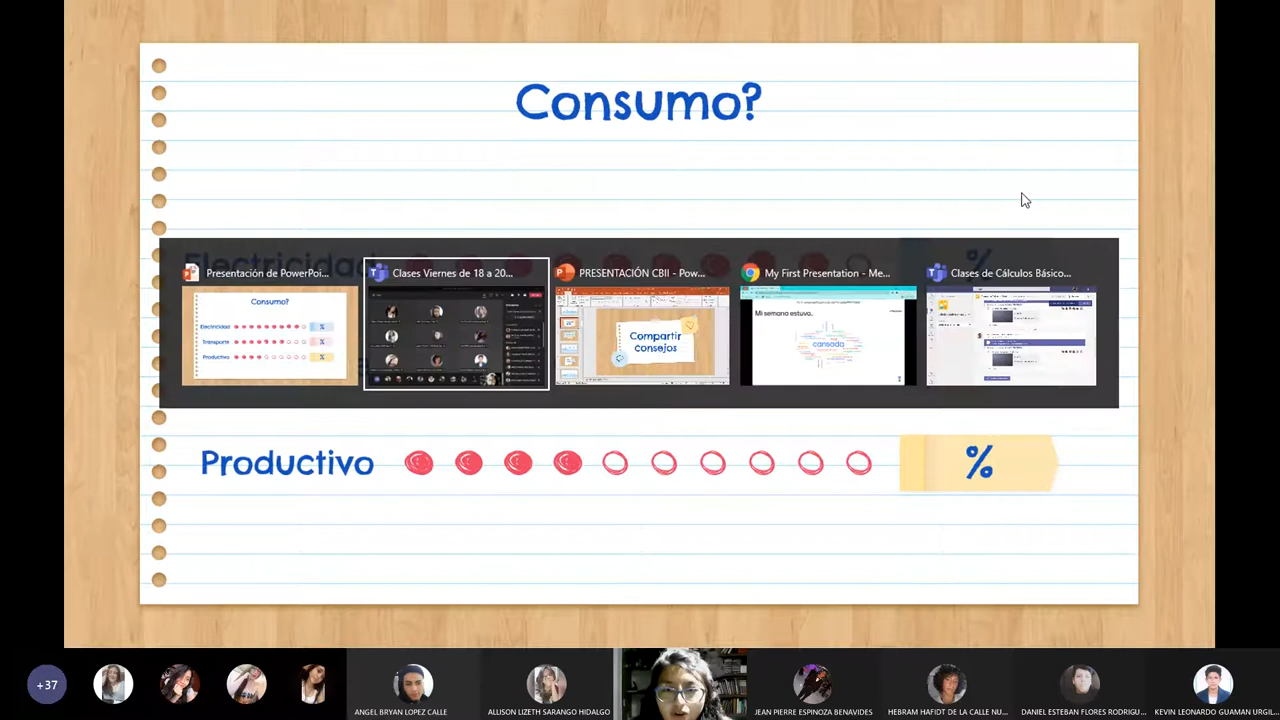 Consumo?
Electricidad
%
Presentación de PowerPoi...
Clases Viernes de 18 a 20...
PRESENTACIÓN CBII - Pow...
My First Presentation - Me...
Clases de Cálculos Básico...
Consumo?
Electricidad %
Transporte %
Productivo %
Compartir
consejos
Mi semana estuvo..
cansada
Productivo
%
+37
ANGEL BRYAN LOPEZ CALLE
ALLISON LIZETH SARANGO HIDALGO
JEAN PIERRE ESPINOZA BENAVIDES
HEBRAM HAFIDT DE LA CALLE NU...
DANIEL ESTEBAN FLORES RODRIGU...
KEVIN LEONARDO GUAMAN URGIL...